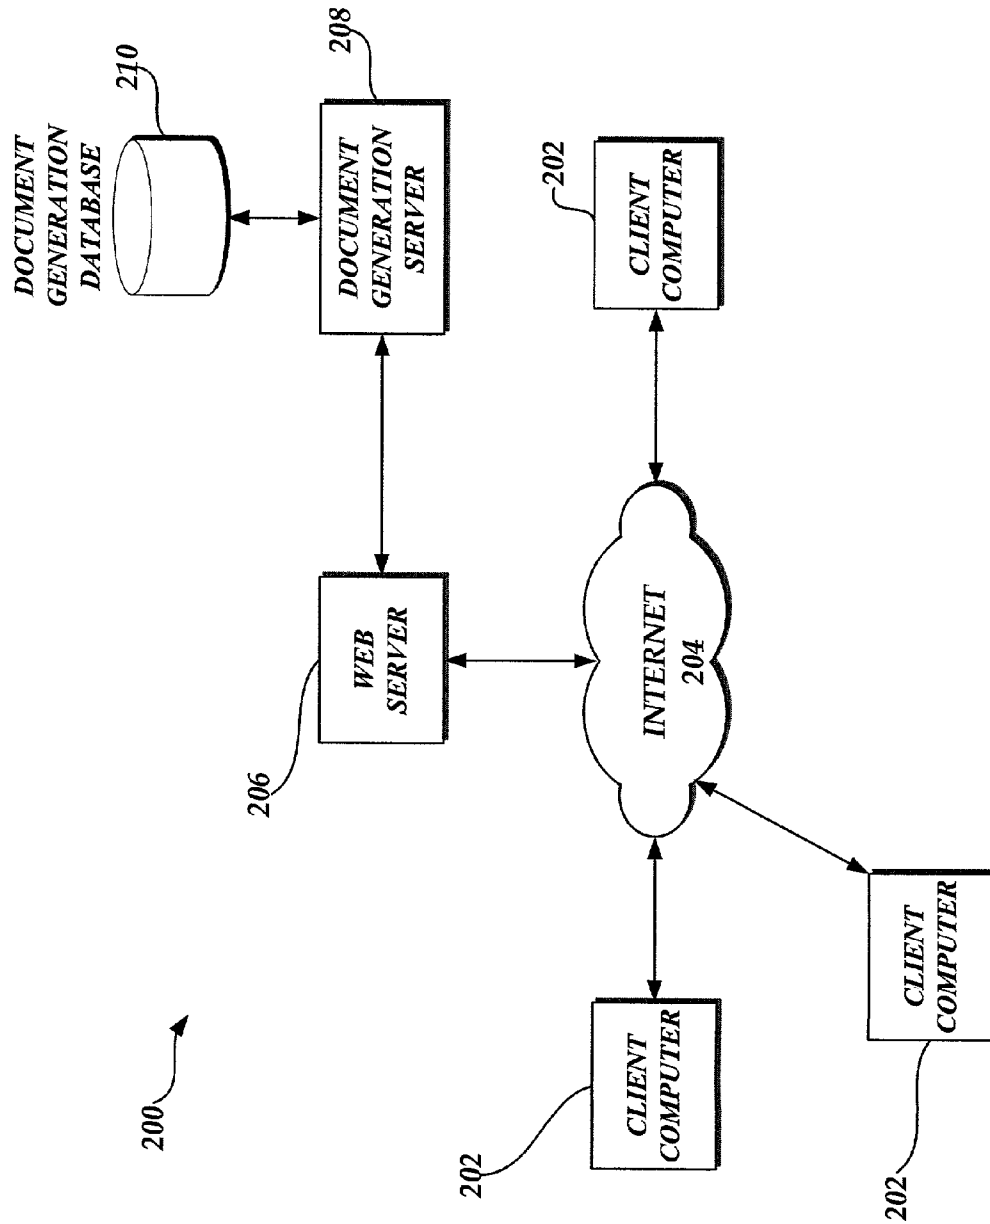 200
206
WEB
SERVER
DOCUMENT
GENERATION
DATABASE
210
208
DOCUMENT
GENERATION
SERVER
INTERNET
204
202
CLIENT
COMPUTER
202
CLIENT
COMPUTER
202
CLIENT
COMPUTER